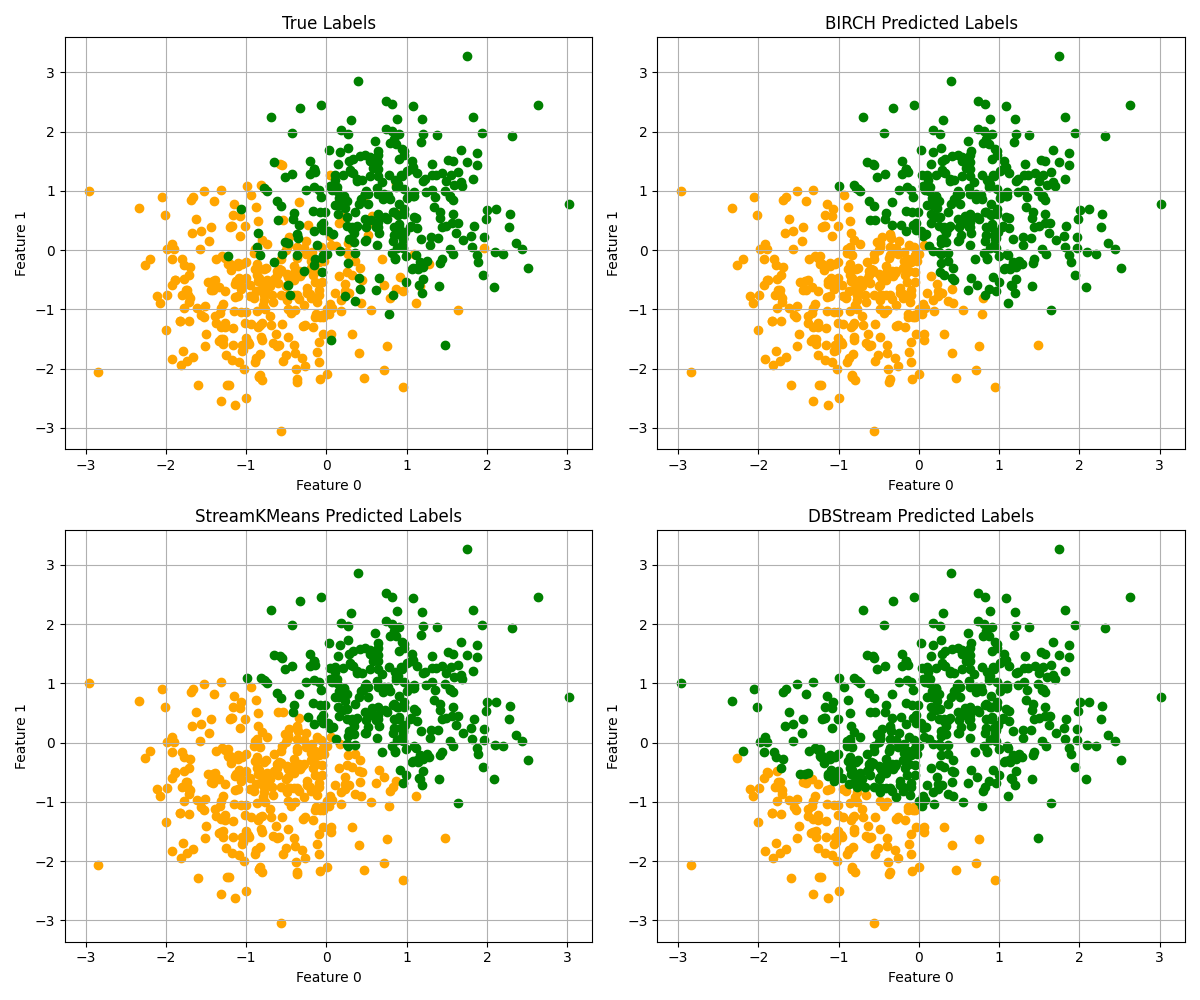 True Labels
BIRCH Predicted Labels
3
2
1
0
−1
−2
−3
Feature 1
−3 −2 −1 0 1 2 3
Feature 0
3
2
1
0
−1
−2
−3
Feature 1
−3 −2 −1 0 1 2 3
Feature 0
StreamKMeans Predicted Labels
DBStream Predicted Labels
3
2
1
0
−1
−2
−3
Feature 1
−3 −2 −1 0 1 2 3
Feature 0
3
2
1
0
−1
−2
−3
Feature 1
−3 −2 −1 0 1 2 3
Feature 0